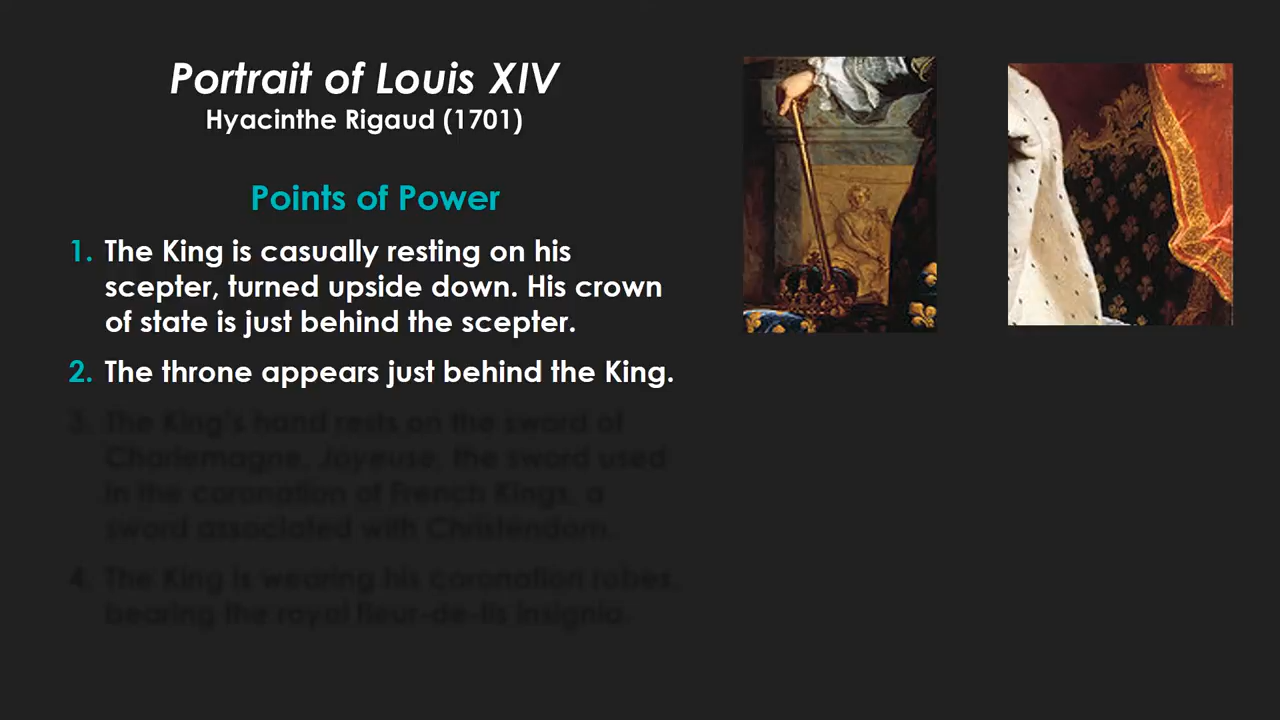 Portrait of Louis XIV
Hyacinthe Rigaud (1701)
Points of Power
1. The King is casually resting on his
scepter, turned upside down. His crown
of state is just behind the scepter.
2. The throne appears just behind the King.
3. The King's hand rests on the sword of
Charlemagne, Joyeuse, the sword used
in the coronation of French Kings, a
sword associated with Christendom.
4. The King is wearing his coronation robes,
bearing the royal fleur-de-lis insignia.